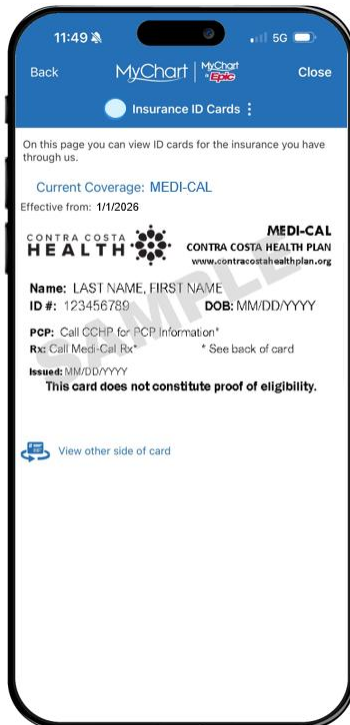 11:49 5G
Back MyChart MyChart by Epic Close
Insurance ID Cards
On this page you can view ID cards for the insurance you have
through us.
Current Coverage: MEDI-CAL
Effective from: 1/1/2026
CONTRA COSTA
HEALTH
MEDI-CAL
CONTRA COSTA HEALTH PLAN
www.contracostahealthplan.org
SAMPLE
Name: LAST NAME, FIRST NAME
ID #: 123456789 DOB: MM/DD/YYYY
PCP: Call CCHP for PCP Information*
Rx: Call Medi-Cal Rx* * See back of card
Issued: MM/DD/YYYY
This card does not constitute proof of eligibility.
View other side of card